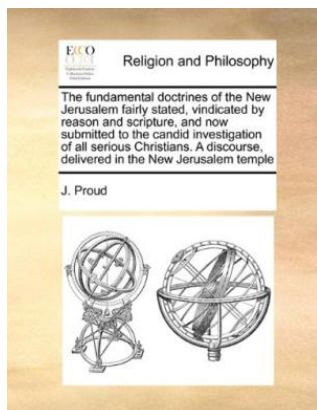 ECCO
Religion and Philosophy
The fundamental doctrines of the New
Jerusalem fairly stated, vindicated by
reason and scripture, and now
submitted to the candid investigation
of all serious Christians. A discourse,
delivered in the New Jerusalem temple
J. Proud